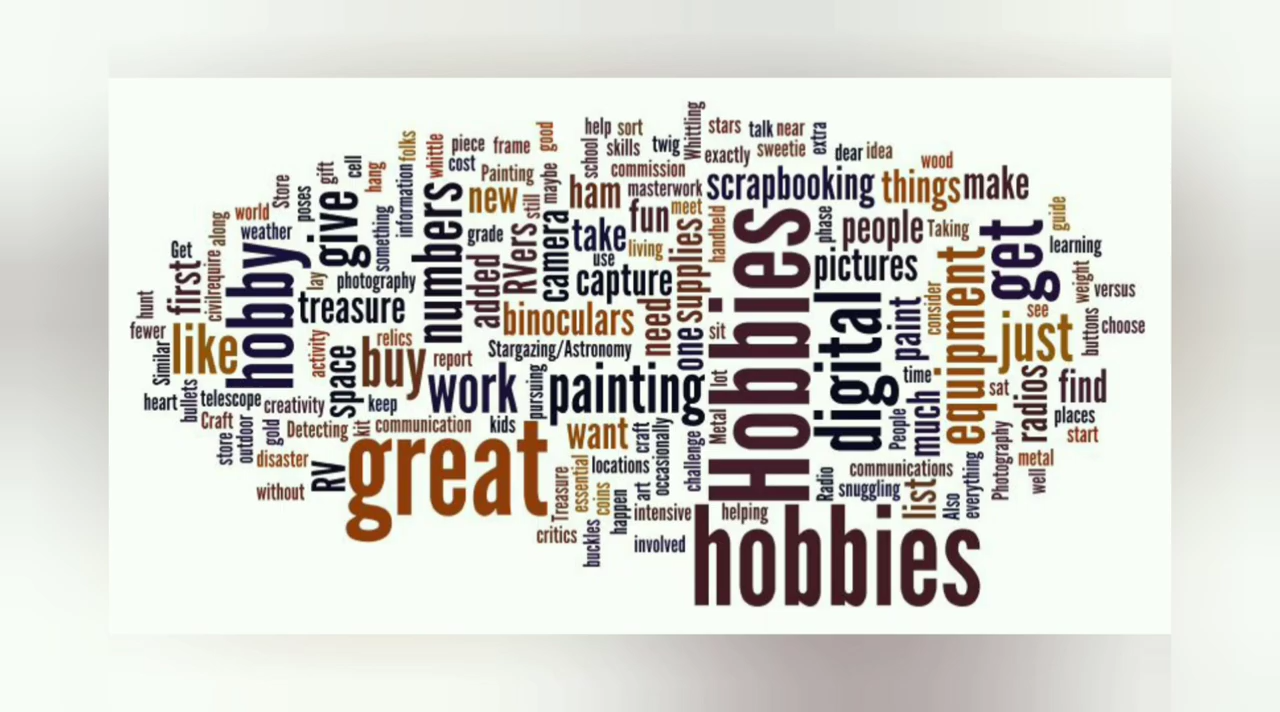 Hobbies
hobbies
great
hobby
digital
painting
numbers
equipment
get
give
work
buy
like
just
first
treasure
RV
space
new
added
RVers
camera
ham
fun
take
capture
binoculars
need
supplies
one
scrapbooking
things
make
people
pictures
paint
much
radios
find
list
want
Get
hunt
fewer
Similar
heart
bullets
telescope
Craft
store
outdoor
gold
disaster
without
Detecting
kit
creativity
activity
relics
report
keep
communication
kids
pursuing
Stargazing/Astronomy
photography
lay
something
information
folks
whittle
hang
cell
gift
poses
Store
world
weather
along
civil
require
piece
cost
frame
good
Painting
grade
still
maybe
help
sort
skills
school
twig
Whittling
commission
masterwork
meet
living
use
handheld
stars
talk
near
extra
exactly
sweetie
dear
idea
wood
phase
Taking
guide
learning
weight
versus
see
buttons
choose
consider
time
sat
places
start
metal
well
Photography
everything
Also
communications
snuggling
Radio
People
sit
lot
Metal
challenge
helping
occasionally
craft
locations
art
essential
coins
Treasure
critics
buckles
happen
intensive
involved